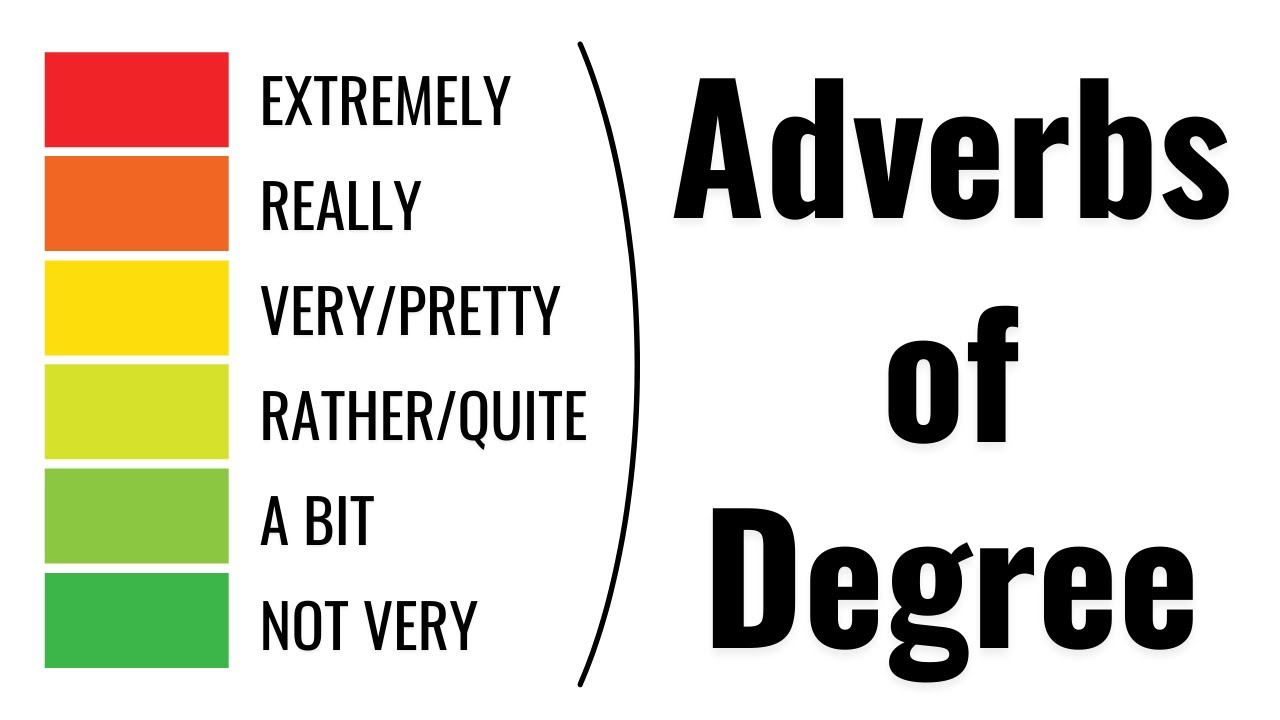 EXTREMELY
REALLY
VERY/PRETTY
RATHER/QUITE
A BIT
NOT VERY
Adverbs
of
Degree